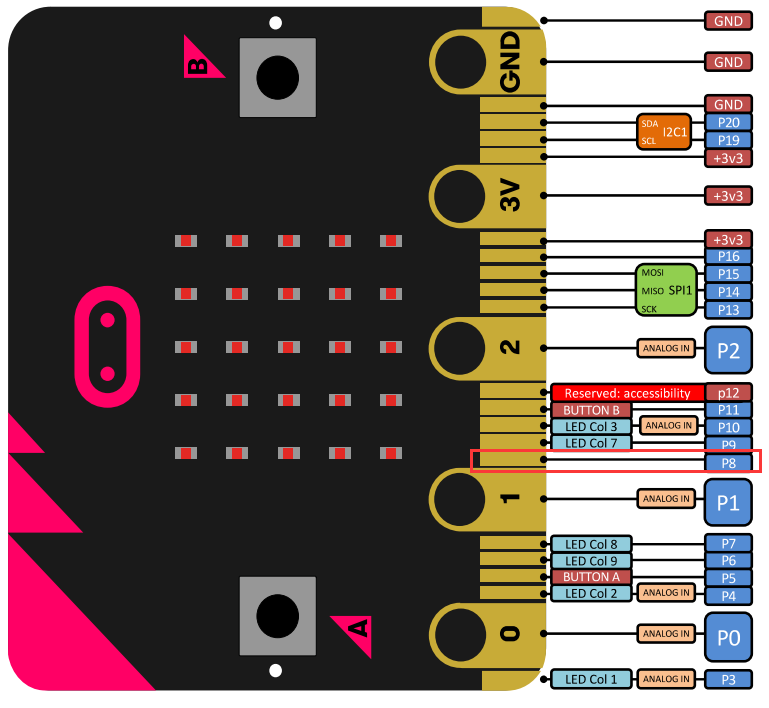 GND
B
GND
GND
GND
SDA
I2C1
P20
SCL
P19
+3v3
3V
+3v3
+3v3
P16
MOSI
P15
MISO SPI1
P14
SCK
P13
2
ANALOG IN
P2
Reserved: accessibility
p12
BUTTON B
P11
LED Col 3
ANALOG IN
P10
LED Col 7
P9
P8
1
ANALOG IN
P1
LED Col 8
P7
LED Col 9
P6
BUTTON A
P5
LED Col 2
ANALOG IN
P4
A
0
ANALOG IN
P0
LED Col 1
ANALOG IN
P3